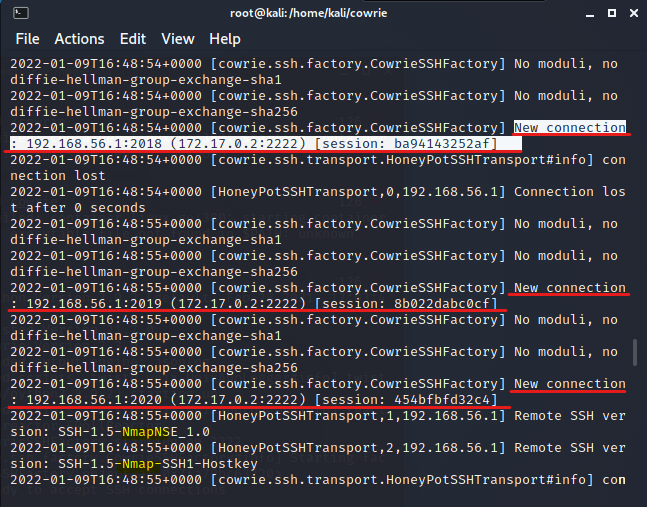 root@kali: /home/kali/cowrie
File Actions Edit View Help
2022-01-09T16:48:54+0000 [cowrie.ssh.factory.CowrieSSHFactory] No moduli, no
diffie-hellman-group-exchange-sha1
2022-01-09T16:48:54+0000 [cowrie.ssh.factory.CowrieSSHFactory] No moduli, no
diffie-hellman-group-exchange-sha256
2022-01-09T16:48:54+0000 [cowrie.ssh.factory.CowrieSSHFactory] New connection
: 192.168.56.1:2018 (172.17.0.2:2222) [session: ba94143252af]
2022-01-09T16:48:54+0000 [cowrie.ssh.transport.HoneyPotSSHTransport#info] con
nection lost
2022-01-09T16:48:54+0000 [HoneyPotSSHTransport,0,192.168.56.1] Connection los
t after 0 seconds
2022-01-09T16:48:55+0000 [cowrie.ssh.factory.CowrieSSHFactory] No moduli, no
diffie-hellman-group-exchange-sha1
2022-01-09T16:48:55+0000 [cowrie.ssh.factory.CowrieSSHFactory] No moduli, no
diffie-hellman-group-exchange-sha256
2022-01-09T16:48:55+0000 [cowrie.ssh.factory.CowrieSSHFactory] New connection
: 192.168.56.1:2019 (172.17.0.2:2222) [session: 8b022dabc0cf]
2022-01-09T16:48:55+0000 [cowrie.ssh.factory.CowrieSSHFactory] No moduli, no
diffie-hellman-group-exchange-sha1
2022-01-09T16:48:55+0000 [cowrie.ssh.factory.CowrieSSHFactory] No moduli, no
diffie-hellman-group-exchange-sha256
2022-01-09T16:48:55+0000 [cowrie.ssh.factory.CowrieSSHFactory] New connection
: 192.168.56.1:2020 (172.17.0.2:2222) [session: 454bfbfd32c4]
2022-01-09T16:48:55+0000 [HoneyPotSSHTransport,1,192.168.56.1] Remote SSH ver
sion: SSH-1.5-NmapNSE_1.0
2022-01-09T16:48:55+0000 [HoneyPotSSHTransport,2,192.168.56.1] Remote SSH ver
sion: SSH-1.5-Nmap-SSH1-Hostkey
2022-01-09T16:48:55+0000 [cowrie.ssh.transport.HoneyPotSSHTransport#info] con